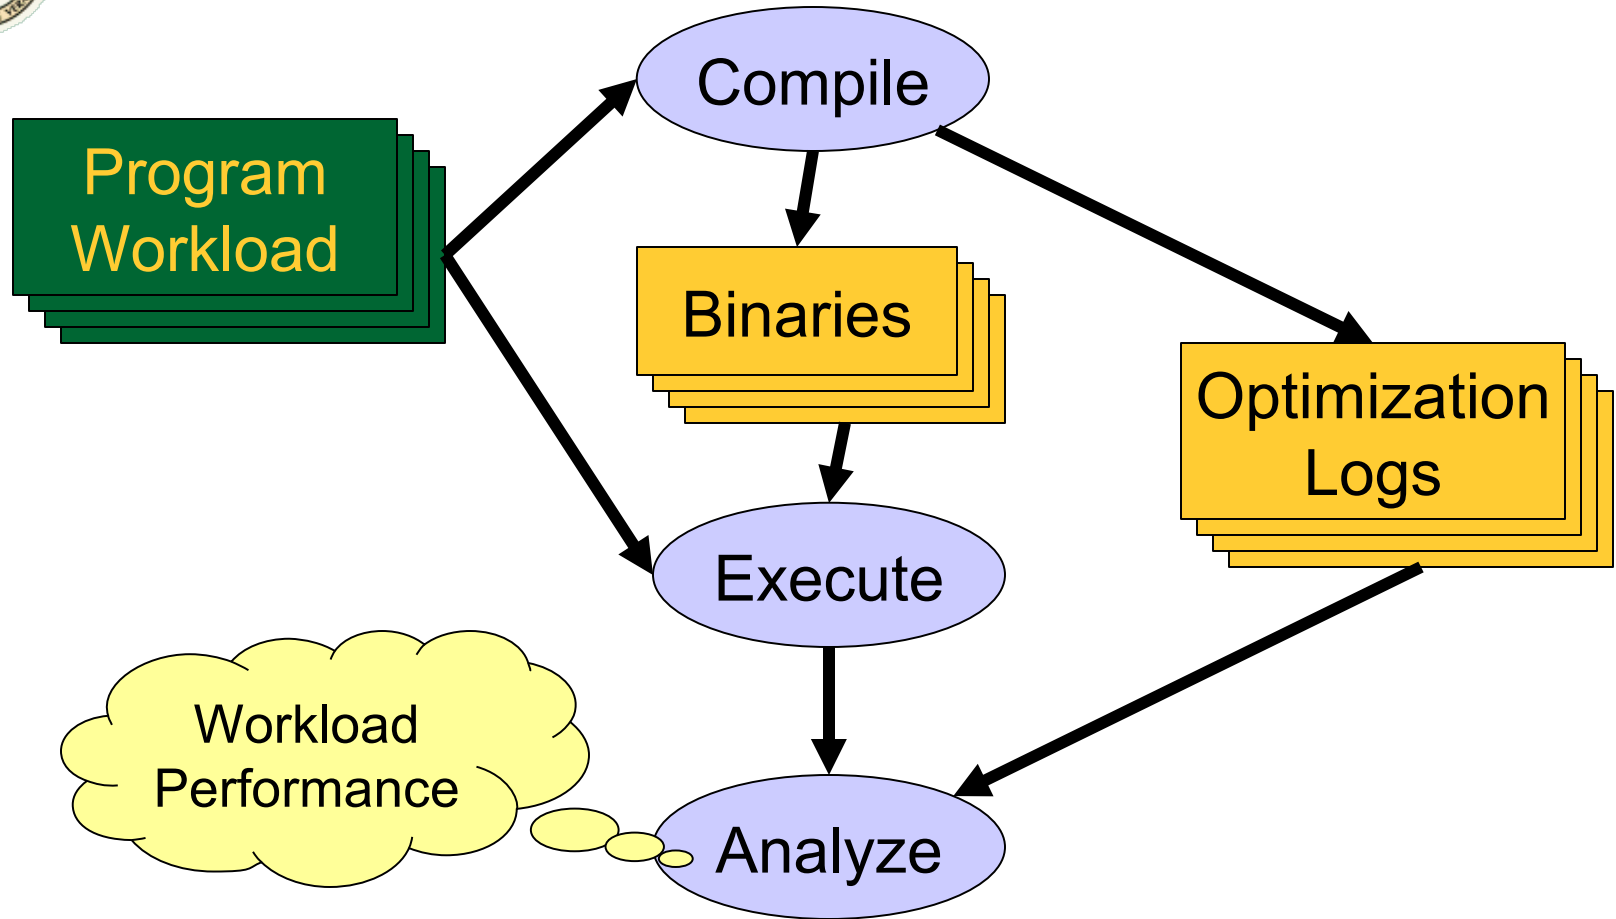 Compile
Program
Workload
Binaries
Optimization
Logs
Execute
Workload
Performance
Analyze